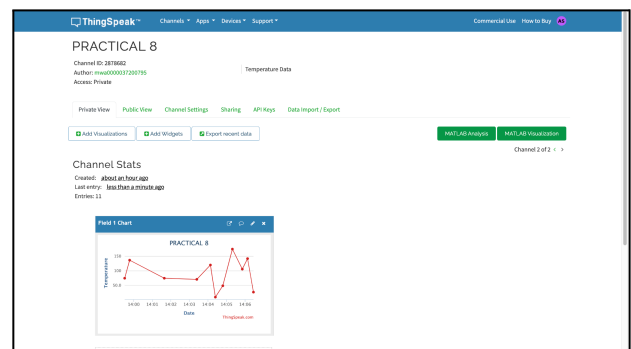 ThingSpeak™ Channels Apps Devices Support Commercial Use How to Buy AS
PRACTICAL 8
Channel ID: 2878682
Author: mwa0000037200795
Access: Private
Temperature Data
Private View Public View Channel Settings Sharing API Keys Data Import / Export
Add Visualizations Add Widgets Export recent data MATLAB Analysis MATLAB Visualization
Channel 2 of 2 < >
Channel Stats
Created: about an hour ago
Last entry: less than a minute ago
Entries: 11
Field 1 Chart
PRACTICAL 8
Temperature
150
100
50.0
14:00 14:01 14:02 14:03 14:04 14:05 14:06
Date
ThingSpeak.com